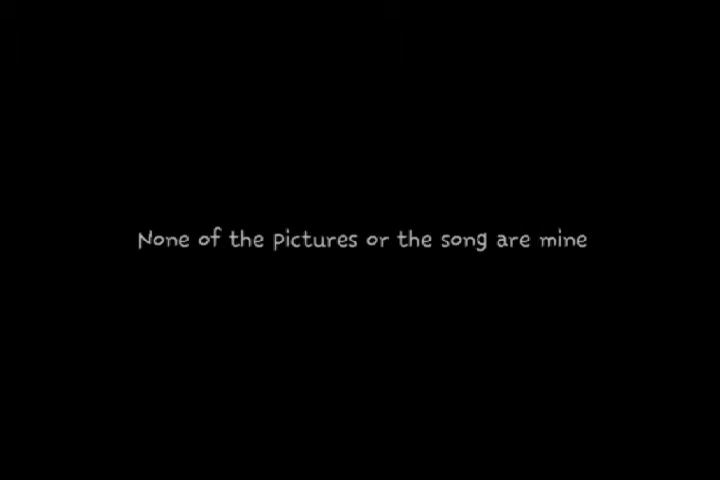 None of the pictures or the song are mine